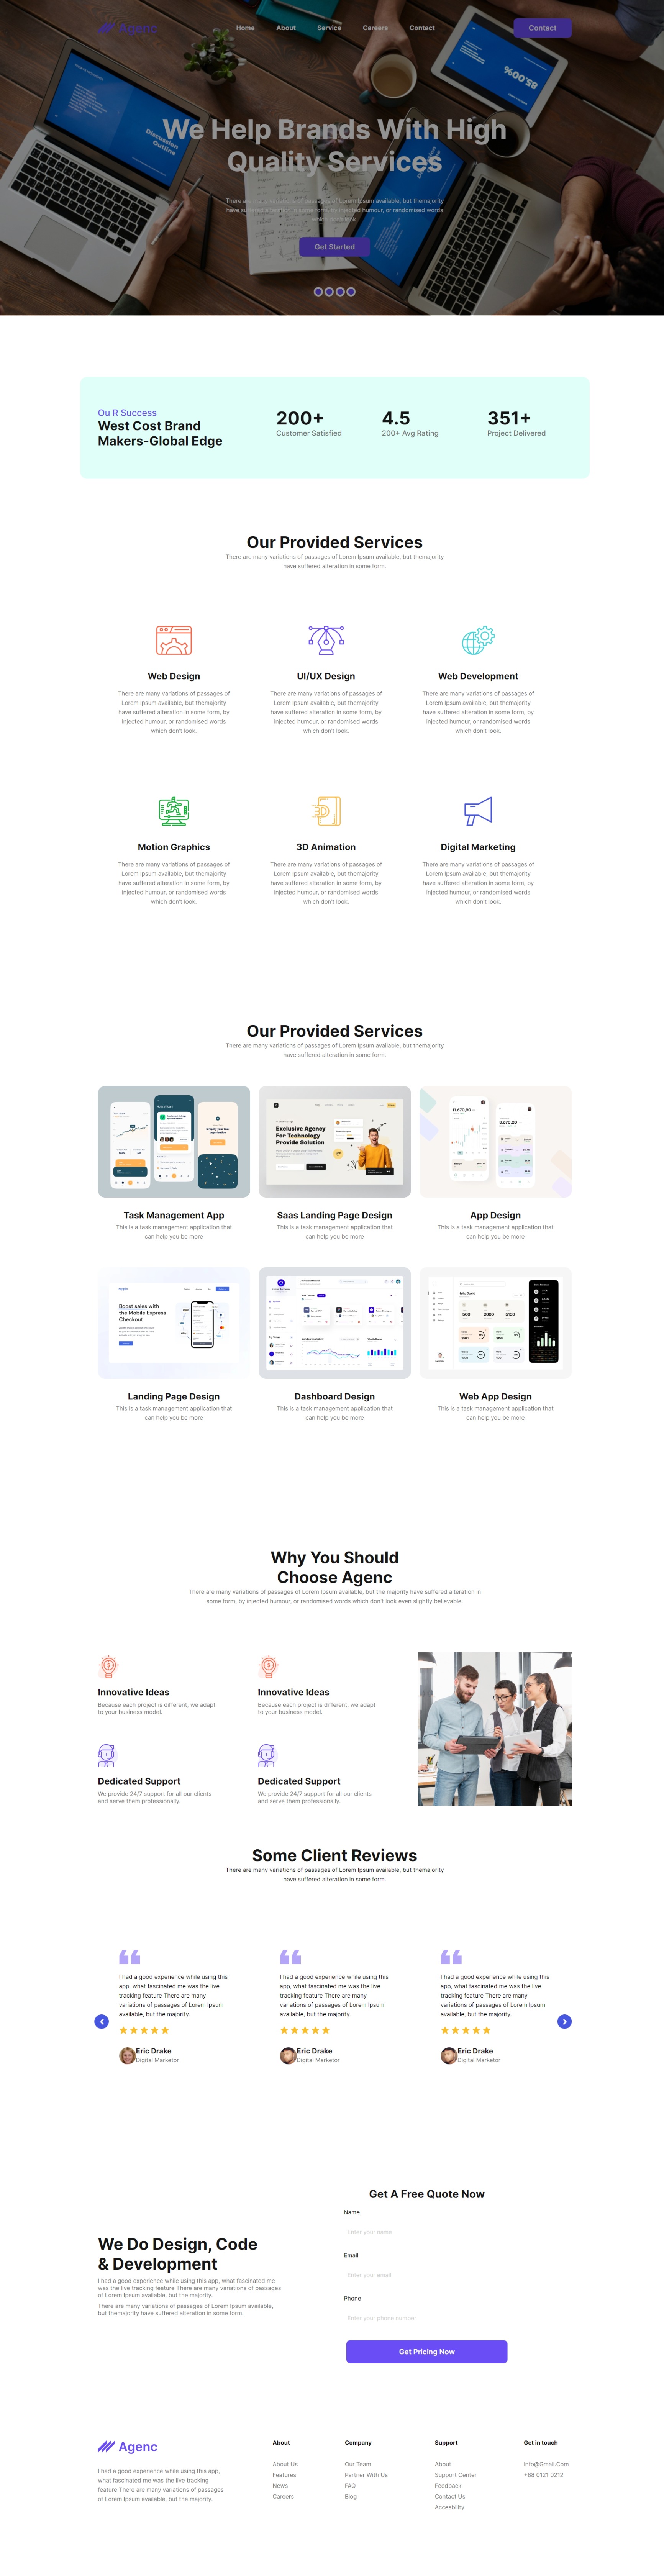 Agenc
Home About Service Careers Contact
Contact
85.00%
Discussion
Outline
We Help Brands With High
Quality Services
There are many variations of passages of Lorem Ipsum available, but themajority
have suffered alteration in some form, by injected humour, or randomised words
Get Started
Ou R Success
West Cost Brand
Makers-Global Edge
200+
Customer Satisfied
4.5
200+ Avg Rating
351+
Project Delivered
Our Provided Services
There are many variations of passages of Lorem Ipsum available, but themajority
have suffered alteration in some form.
Web Design
There are many variations of passages of
Lorem Ipsum available, but themajority
have suffered alteration in some form, by
injected humour, or randomised words
which don't look.
UI/UX Design
There are many variations of passages of
Lorem Ipsum available, but themajority
have suffered alteration in some form, by
injected humour, or randomised words
which don't look.
Web Development
There are many variations of passages of
Lorem Ipsum available, but themajority
have suffered alteration in some form, by
injected humour, or randomised words
which don't look.
Motion Graphics
There are many variations of passages of
Lorem Ipsum available, but themajority
have suffered alteration in some form, by
injected humour, or randomised words
which don't look.
3D Animation
There are many variations of passages of
Lorem Ipsum available, but themajority
have suffered alteration in some form, by
injected humour, or randomised words
which don't look.
Digital Marketing
There are many variations of passages of
Lorem Ipsum available, but themajority
have suffered alteration in some form, by
injected humour, or randomised words
which don't look.
Our Provided Services
There are many variations of passages of Lorem Ipsum available, but themajority
have suffered alteration in some form.
Exclusive Agency
For Technology
Provide Solution
11,670,90
3,670.20
Task Management App
This is a task management application that
can help you be more
Saas Landing Page Design
This is a task management application that
can help you be more
App Design
This is a task management application that
can help you be more
Boost sales with
the Mobile Express
Checkout
500 2000 5100
Landing Page Design
This is a task management application that
can help you be more
Dashboard Design
This is a task management application that
can help you be more
Web App Design
This is a task management application that
can help you be more
Why You Should
Choose Agenc
There are many variations of passages of Lorem Ipsum available, but the majority have suffered alteration in
some form, by injected humour, or randomised words which don't look even slightly believable.
Innovative Ideas
Because each project is different, we adapt
to your business model.
Innovative Ideas
Because each project is different, we adapt
to your business model.
Dedicated Support
We provide 24/7 support for all our clients
and serve them professionally.
Dedicated Support
We provide 24/7 support for all our clients
and serve them professionally.
Some Client Reviews
There are many variations of passages of Lorem Ipsum available, but themajority
have suffered alteration in some form.
I had a good experience while using this
app, what fascinated me was the live
tracking feature There are many
variations of passages of Lorem Ipsum
available, but the majority.
Eric Drake
Digital Marketor
I had a good experience while using this
app, what fascinated me was the live
tracking feature There are many
variations of passages of Lorem Ipsum
available, but the majority.
Eric Drake
Digital Marketor
I had a good experience while using this
app, what fascinated me was the live
tracking feature There are many
variations of passages of Lorem Ipsum
available, but the majority.
Eric Drake
Digital Marketor
We Do Design, Code
& Development
I had a good experience while using this app, what fascinated me
was the live tracking feature There are many variations of passages
of Lorem Ipsum available, but the majority.
There are many variations of passages of Lorem Ipsum available,
but themajority have suffered alteration in some form.
Get A Free Quote Now
Name
Enter your name
Email
Enter your email
Phone
Enter your phone number
Get Pricing Now
Agenc
I had a good experience while using this app,
what fascinated me was the live tracking
feature There are many variations of passages
of Lorem Ipsum available, but the majority.
About
About Us
Features
News
Careers
Company
Our Team
Partner With Us
FAQ
Blog
Support
About
Support Center
Feedback
Contact Us
Accesbility
Get in touch
Info@Gmail.Com
+88 0121 0212